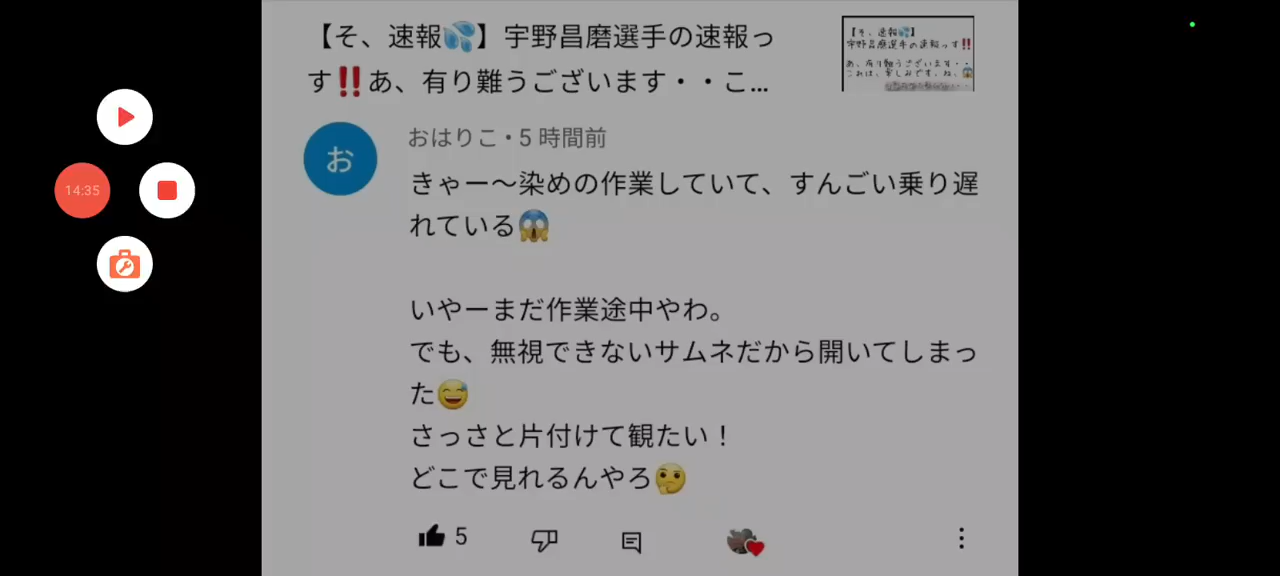 【そ、速報💦】宇野昌磨選手の速報っ
す‼️あ、有り難うございます・・こ...
【そ、速報💦】
宇野昌磨選手の速報っす‼️
あ、有り難うございます・・
これは、楽しみです、ね、😱
お
おはりこ・5 時間前
きゃー〜染めの作業していて、すんごい乗り遅
れている😱
いやーまだ作業途中やわ。
でも、無視できないサムネだから開いてしまっ
た😅
さっさと片付けて観たい！
どこで見れるんやろ🤔
14:35
5